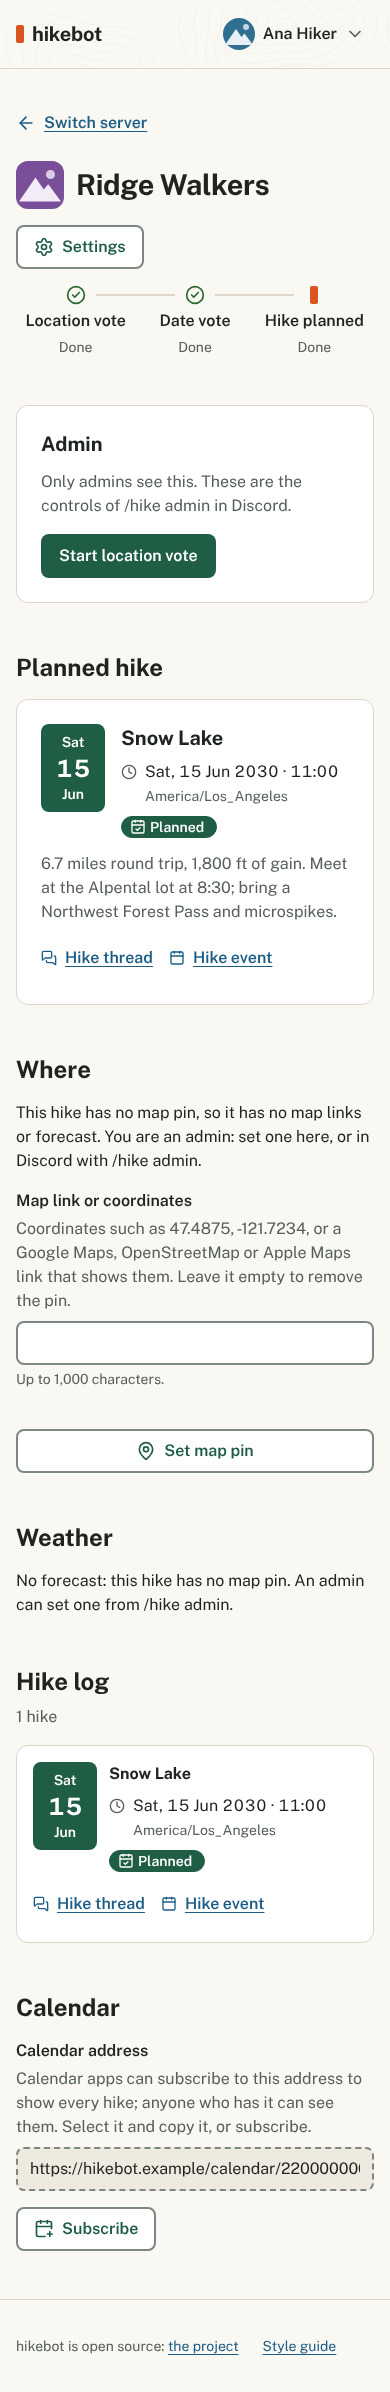 hikebot
Ana Hiker
Switch server
Ridge Walkers
Settings
Location vote
Date vote
Hike planned
Done
Done
Done
Admin
Only admins see this. These are the
controls of /hike admin in Discord.
Start location vote
Planned hike
Sat
15
Jun
Snow Lake
Sat, 15 Jun 2030 · 11:00
America/Los_Angeles
Planned
6.7 miles round trip, 1,800 ft of gain. Meet
at the Alpental lot at 8:30; bring a
Northwest Forest Pass and microspikes.
Hike thread
Hike event
Where
This hike has no map pin, so it has no map links
or forecast. You are an admin: set one here, or in
Discord with /hike admin.
Map link or coordinates
Coordinates such as 47.4875, -121.7234, or a
Google Maps, OpenStreetMap or Apple Maps
link that shows them. Leave it empty to remove
the pin.
Up to 1,000 characters.
Set map pin
Weather
No forecast: this hike has no map pin. An admin
can set one from /hike admin.
Hike log
1 hike
Sat
15
Jun
Snow Lake
Sat, 15 Jun 2030 · 11:00
America/Los_Angeles
Planned
Hike thread
Hike event
Calendar
Calendar address
Calendar apps can subscribe to this address to
show every hike; anyone who has it can see
them. Select it and copy it, or subscribe.
https://hikebot.example/calendar/220000000
Subscribe
hikebot is open source: the project
Style guide